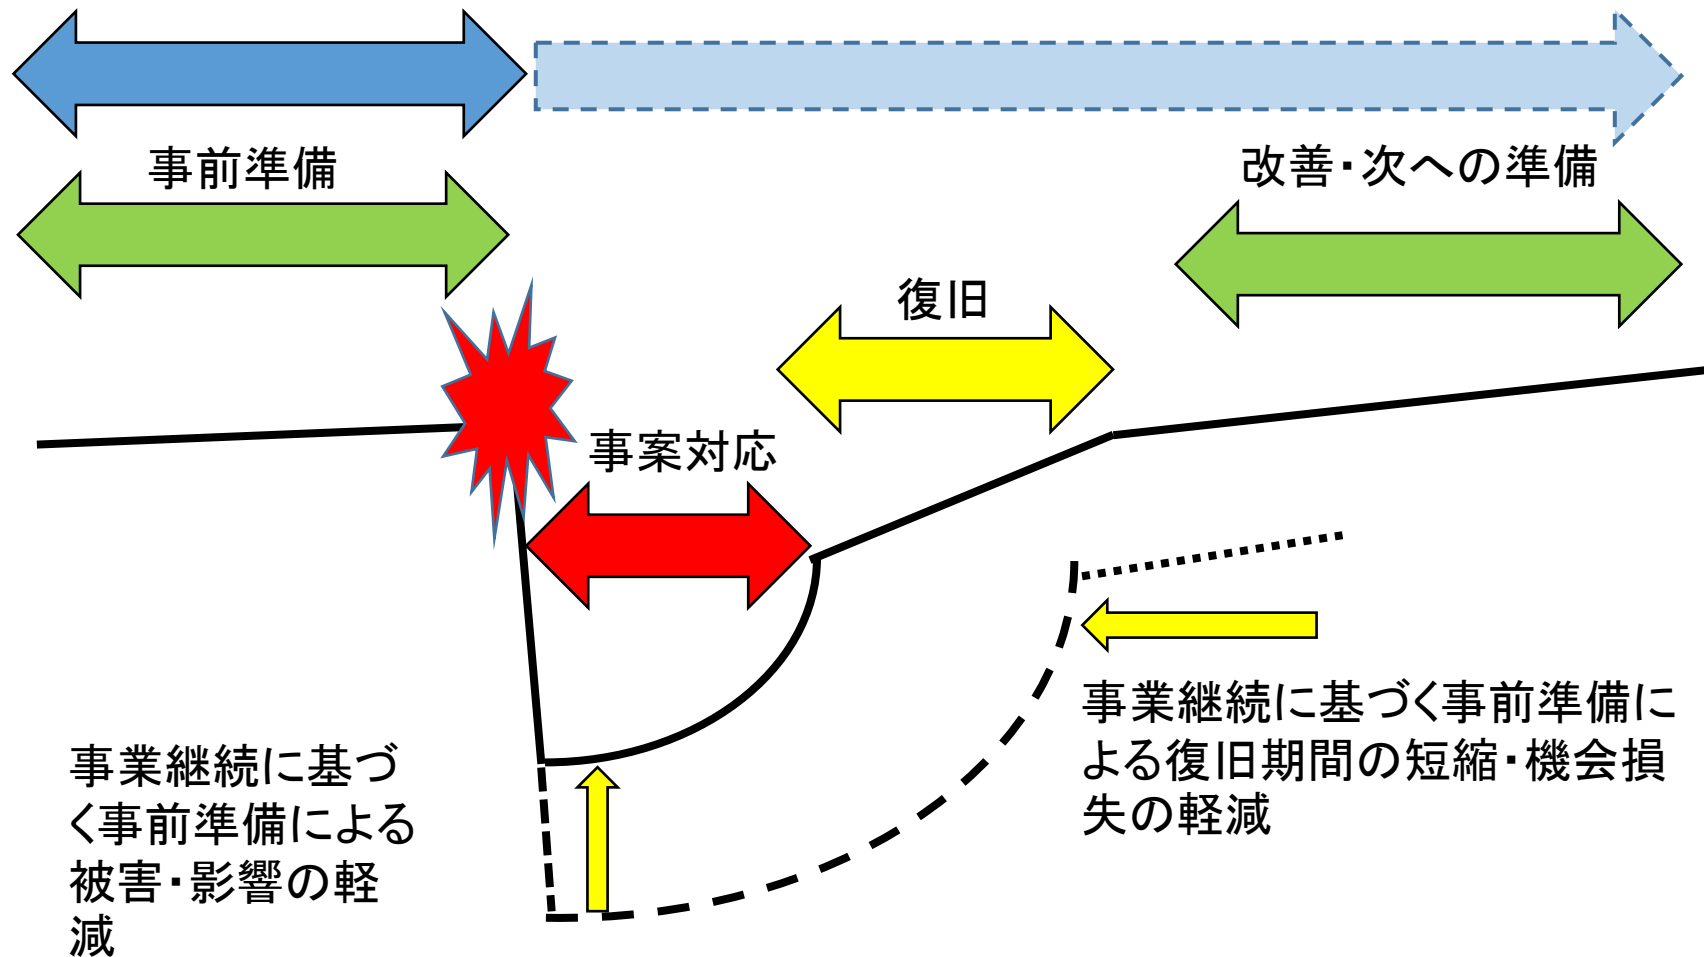 事前準備
改善・次への準備
復旧
事案対応
事業継続に基づく事前準備に
よる復旧期間の短縮・機会損
失の軽減
事業継続に基づ
く事前準備による
被害・影響の軽
減